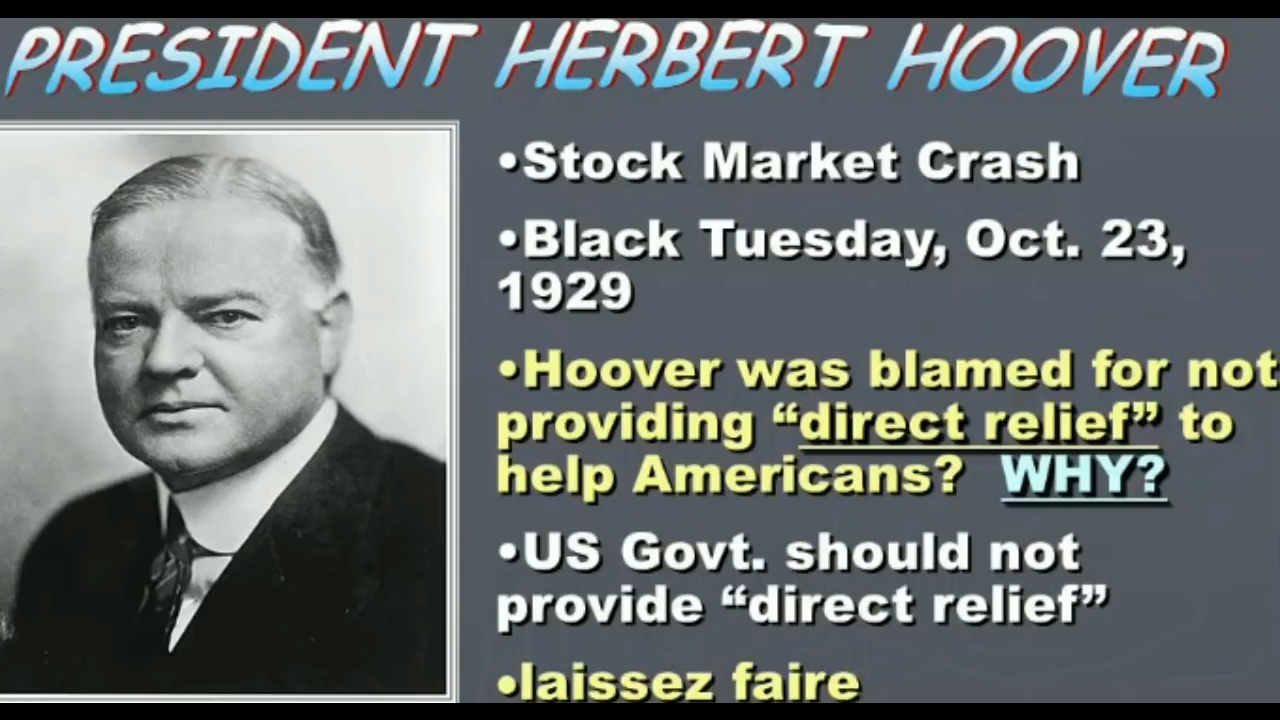 PRESIDENT HERBERT HOOVER
•Stock Market Crash
•Black Tuesday, Oct. 23,
1929
•Hoover was blamed for not
providing “direct relief” to
help Americans? WHY?
•US Govt. should not
provide “direct relief”
•laissez faire